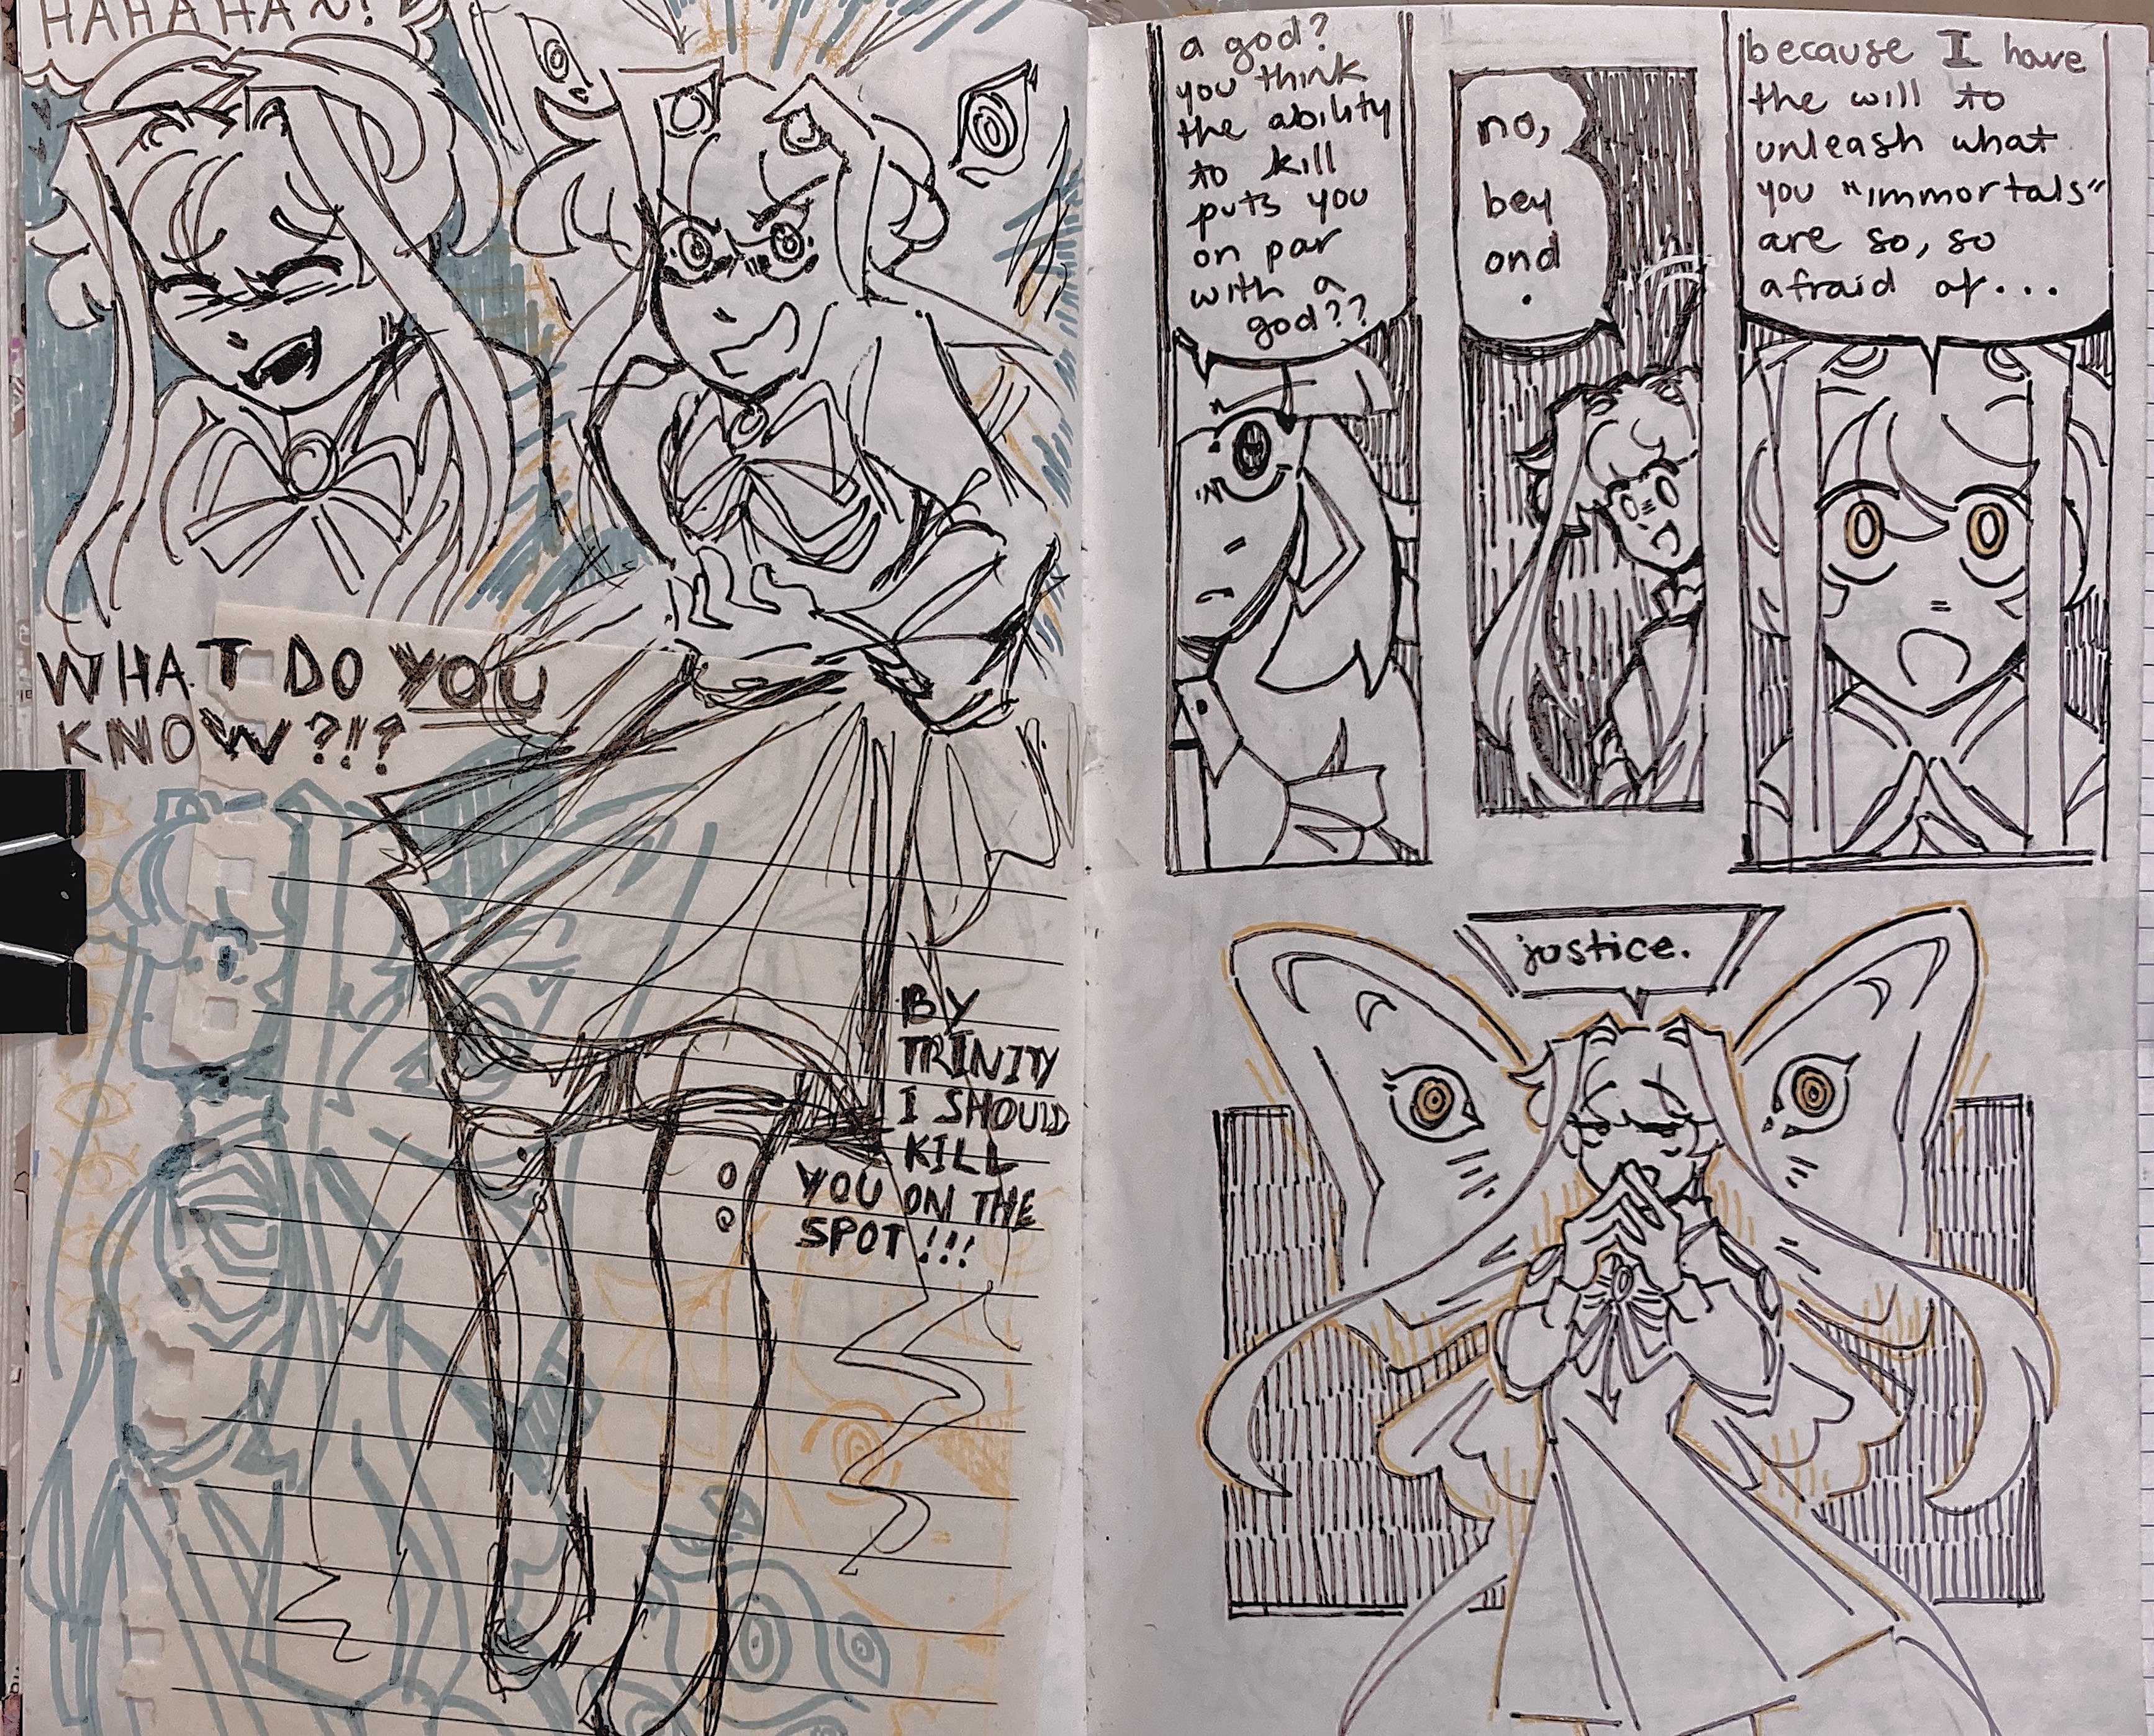 HAHAHA~!
WHAT DO YOU
KNOW?!!?
BY
TRINITY
I SHOULD
KILL
YOU ON THE
SPOT!!!
a god?
you think
the ability
to kill
puts you
on par
with a
god??
no,
bey
ond
.
because I have
the will to
unleash what
you "immortals"
are so, so
afraid of...
justice.